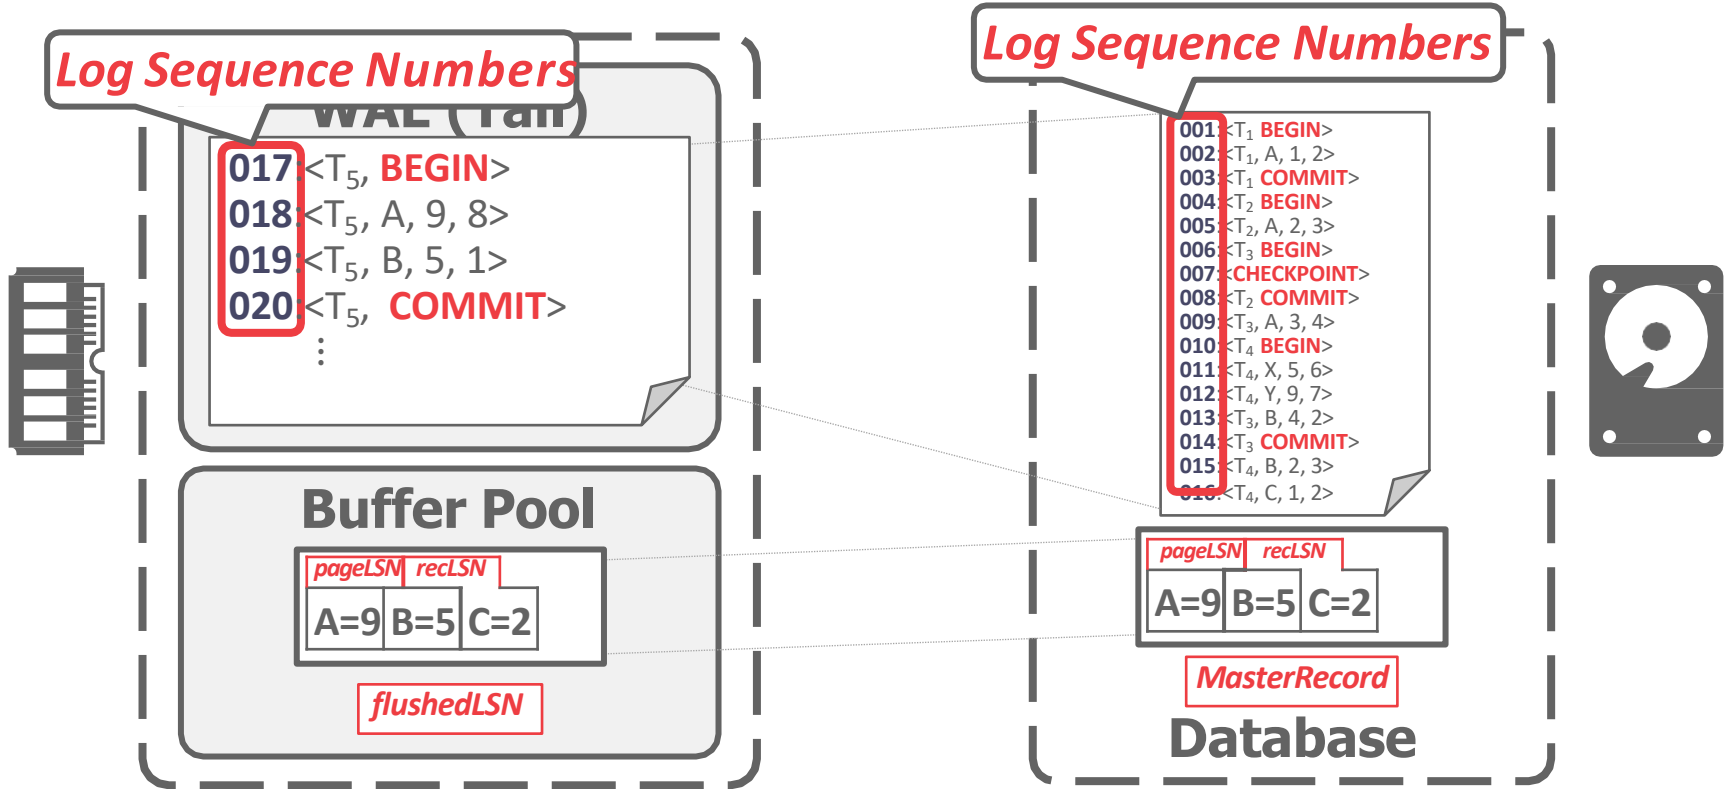 Log Sequence Numbers
WAL (Tail)
017:<T5, BEGIN>
018:<T5, A, 9, 8>
019:<T5, B, 5, 1>
020:<T5, COMMIT>
⋮
Buffer Pool
pageLSN recLSN
A=9 B=5 C=2
flushedLSN
Log Sequence Numbers
001:<T1 BEGIN>
002:<T1, A, 1, 2>
003:<T1 COMMIT>
004:<T2 BEGIN>
005:<T2, A, 2, 3>
006:<T3 BEGIN>
007:<CHECKPOINT>
008:<T2 COMMIT>
009:<T3, A, 3, 4>
010:<T4 BEGIN>
011:<T4, X, 5, 6>
012:<T4, Y, 9, 7>
013:<T3, B, 4, 2>
014:<T3 COMMIT>
015:<T4, B, 2, 3>
016:<T4, C, 1, 2>
pageLSN recLSN
A=9 B=5 C=2
MasterRecord
Database